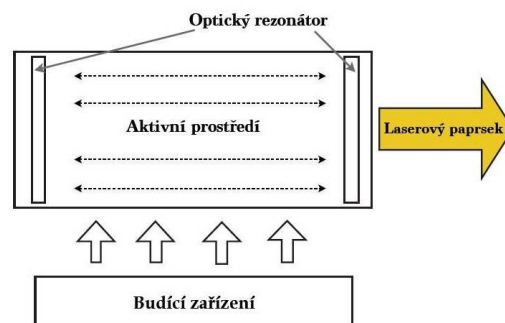 Optický rezonátor
Aktivní prostředí
Laserový paprsek
Budící zařízení